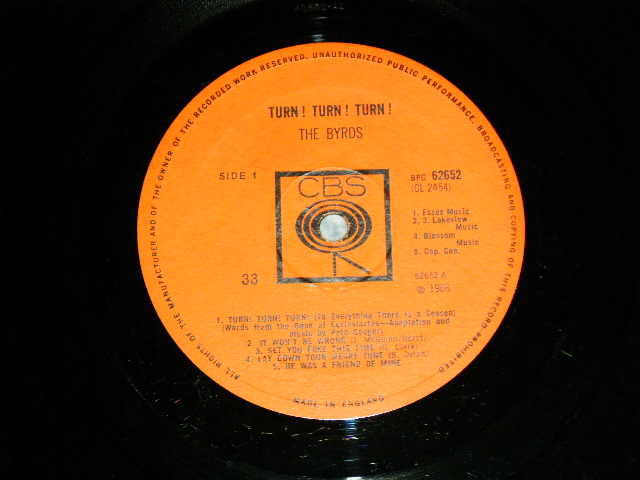 ALL RIGHTS OF THE MANUFACTURER AND OF THE OWNER OF THE RECORDED WORK RESERVED. UNAUTHORIZED PUBLIC PERFORMANCE, BROADCASTING AND COPYING OF THIS RECORD PROHIBITED
TURN! TURN! TURN!
THE BYRDS
SIDE 1
BPG 62652
(CL 2454)
CBS
1. Essex Music
2, 3. Lakeview
Music
4. Blossom
Music
5. Cop. Con.
33
62652 A
℗ 1966
1. TURN! TURN! TURN! (To Everything There is a Season)
(Words from the Book of Ecclesiastes—Adaptation and
music by Pete Seeger)
2. IT WON'T BE WRONG (J. McGuinn/Gerst)
3. SET YOU FREE THIS TIME (G. Clark)
4. LAY DOWN YOUR WEARY TUNE (B. Dylan)
5. HE WAS A FRIEND OF MINE
MADE IN ENGLAND